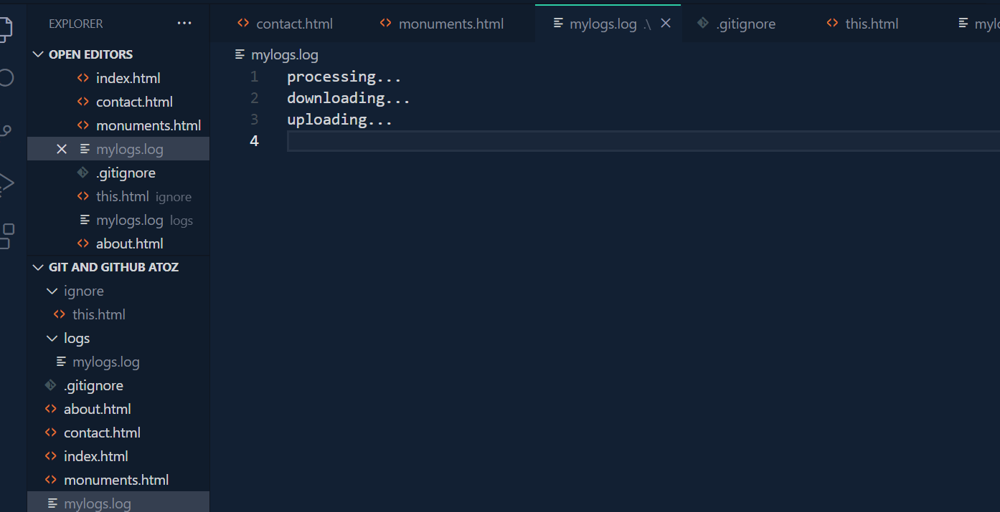 EXPLORER ...
OPEN EDITORS
index.html
contact.html
monuments.html
mylogs.log
.gitignore
this.html ignore
mylogs.log logs
about.html
GIT AND GITHUB ATOZ
ignore
this.html
logs
mylogs.log
.gitignore
about.html
contact.html
index.html
monuments.html
mylogs.log
contact.html monuments.html mylogs.log .\ .gitignore this.html
mylogs.log
1 processing...
2 downloading...
3 uploading...
4